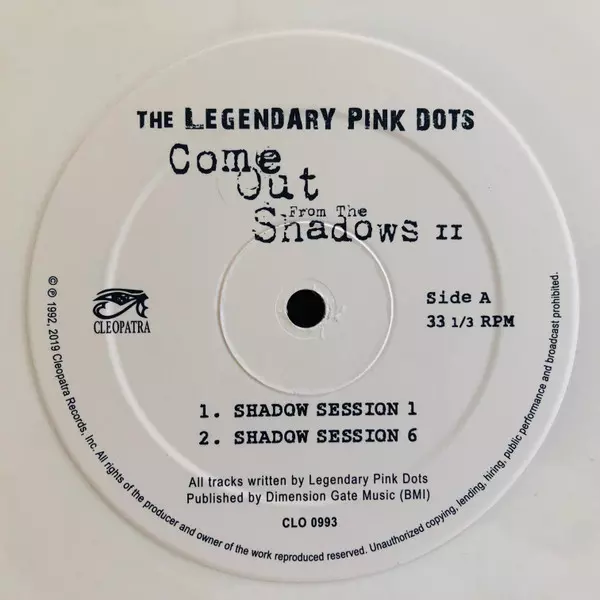 THE LEGENDARY PINK DOTS
Come
Out
From The
Shadows II
CLEOPATRA
Side A
33 1/3 RPM
1. SHADOW SESSION 1
2. SHADOW SESSION 6
All tracks written by Legendary Pink Dots
Published by Dimension Gate Music (BMI)
CLO 0993
© ℗ 1992, 2019 Cleopatra Records, Inc. All rights of the producer and owner of the work reproduced reserved. Unauthorized copying, lending, hiring, public performance and broadcast prohibited.